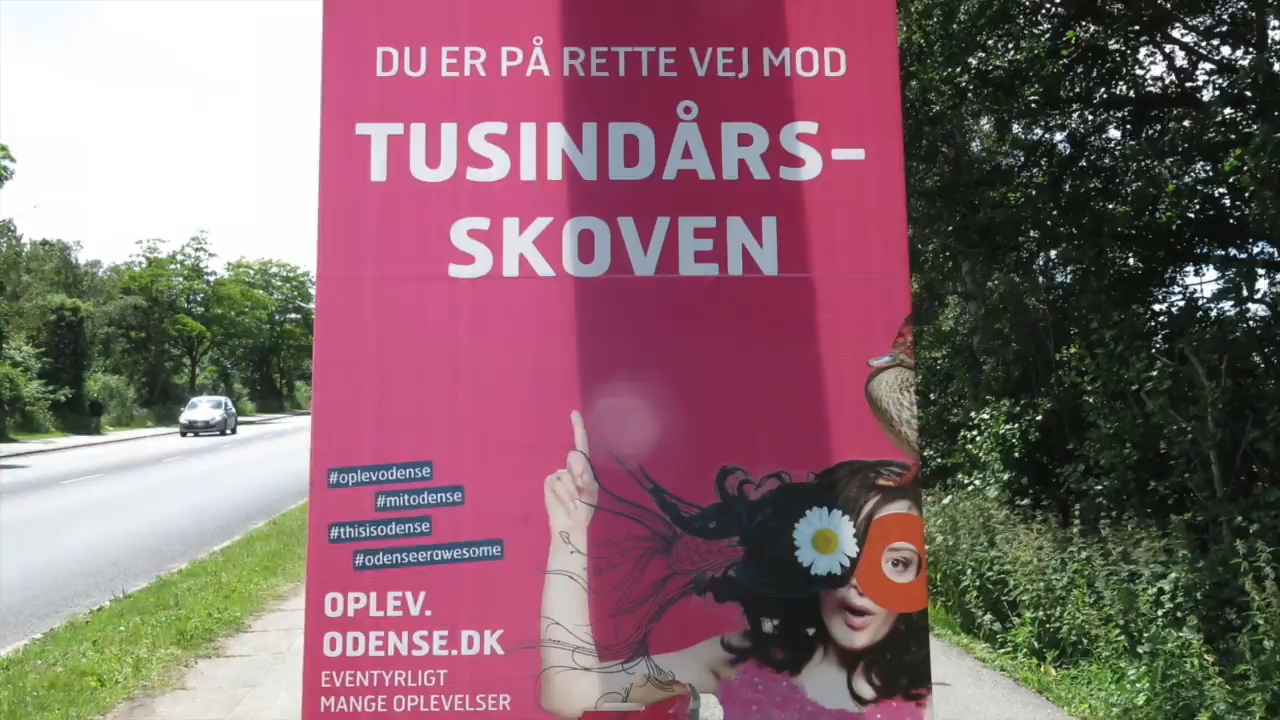 DU ER PÅ RETTE VEJ MOD
TUSINDÅRS-
SKOVEN
#oplevodense
#mitodense
#thisisodense
#odenseerawesome
OPLEV.
ODENSE.DK
EVENTYRLIGT
MANGE OPLEVELSER